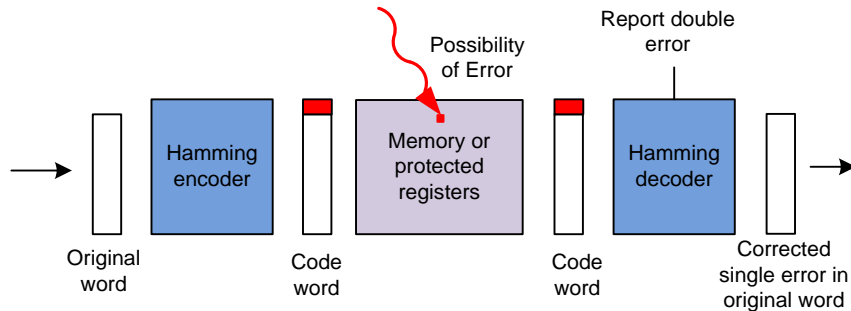 Report double
error
Possibility
of Error
Hamming
encoder
Memory or
protected
registers
Hamming
decoder
Original
word
Code
word
Code
word
Corrected
single error in
original word